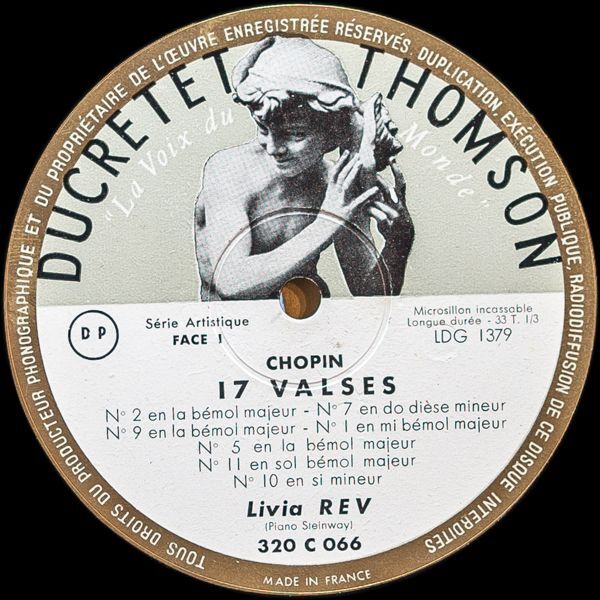 TOUS DROITS DU PRODUCTEUR PHONOGRAPHIQUE ET DU PROPRIÉTAIRE DE L'ŒUVRE ENREGISTRÉE RÉSERVÉS. DUPLICATION, EXÉCUTION PUBLIQUE, RADIODIFFUSION DE CE DISQUE INTERDITES
DUCRETET THOMSON
"La Voix du Monde"
DP
Série Artistique
FACE 1
Microsillon incassable
Longue durée - 33 T. 1/3
LDG 1379
CHOPIN
17 VALSES
N° 2 en la bémol majeur - N° 7 en do dièse mineur
N° 9 en la bémol majeur - N° 1 en mi bémol majeur
N° 5 en la bémol majeur
N° 11 en sol bémol majeur
N° 10 en si mineur
Livia REV
(Piano Steinway)
320 C 066
MADE IN FRANCE